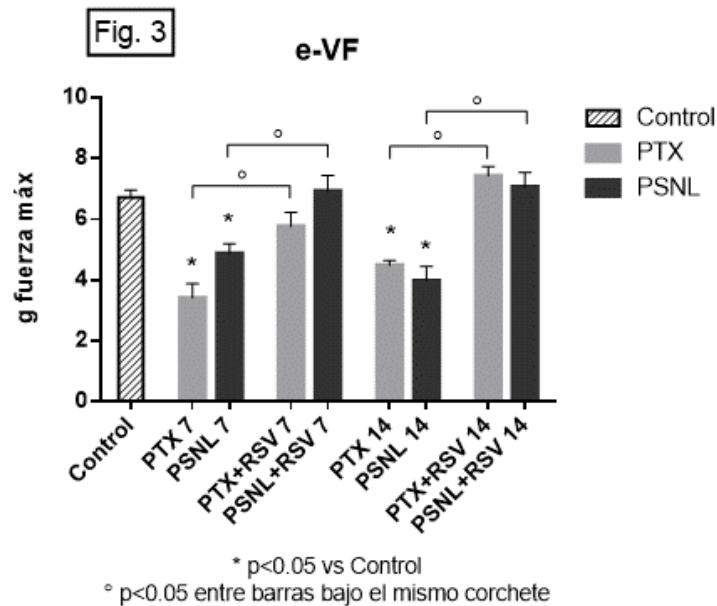 Fig. 3
e-VF
10
8
6
4
2
0
g fuerza máx
°
°
°
°
*
*
*
*
Control
PTX
PSNL
Control
PTX 7
PSNL 7
PTX+RSV 7
PSNL+RSV 7
PTX 14
PSNL 14
PTX+RSV 14
PSNL+RSV 14
* p<0.05 vs Control
° p<0.05 entre barras bajo el mismo corchete